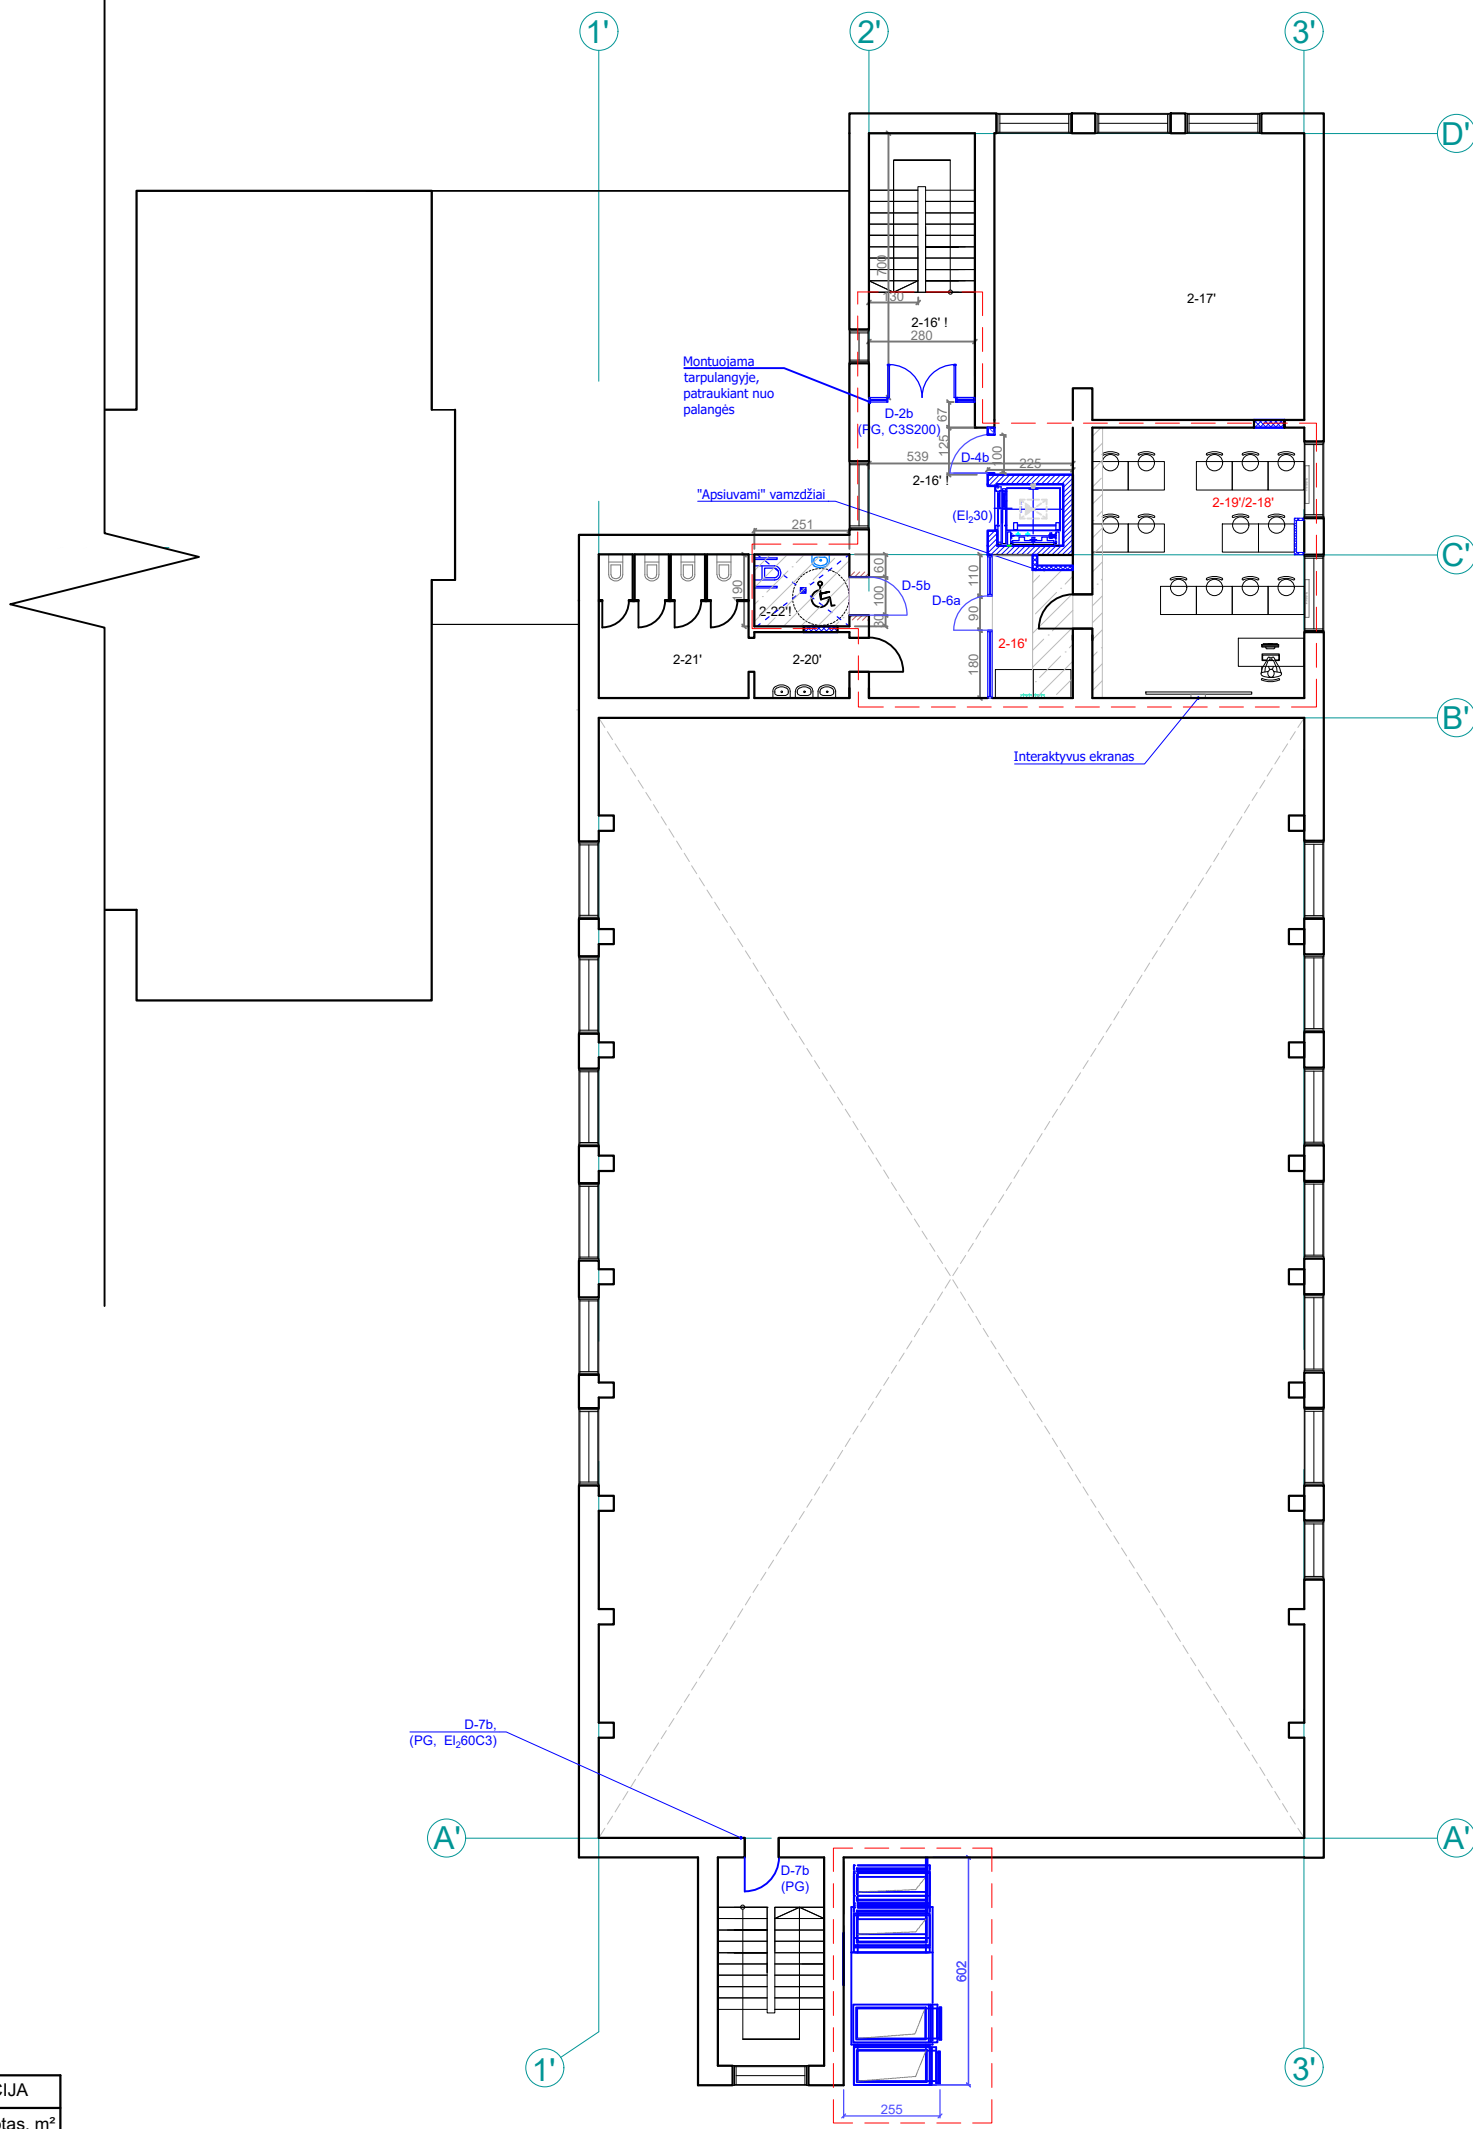 1'
2'
3'
D'
700
130
2-16' !
280
2-17'
Montuojama
tarpulangyje,
patraukiant nuo
palangės
D-2b
(PG, C3S200)
67
125
100
D-4b
539
225
2-16' !
"Apsiuvami" vamzdžiai
(EI₂30)
2-19'/2-18'
251
C'
190
60
100
D-5b
110
D-6a
90
2-22'!
30
2-16'
2-21'
2-20'
180
B'
Interaktyvus ekranas
D-7b,
(PG, EI₂60C3)
A'
A'
D-7b
(PG)
602
255
1'
3'
CIJA
otas, m²